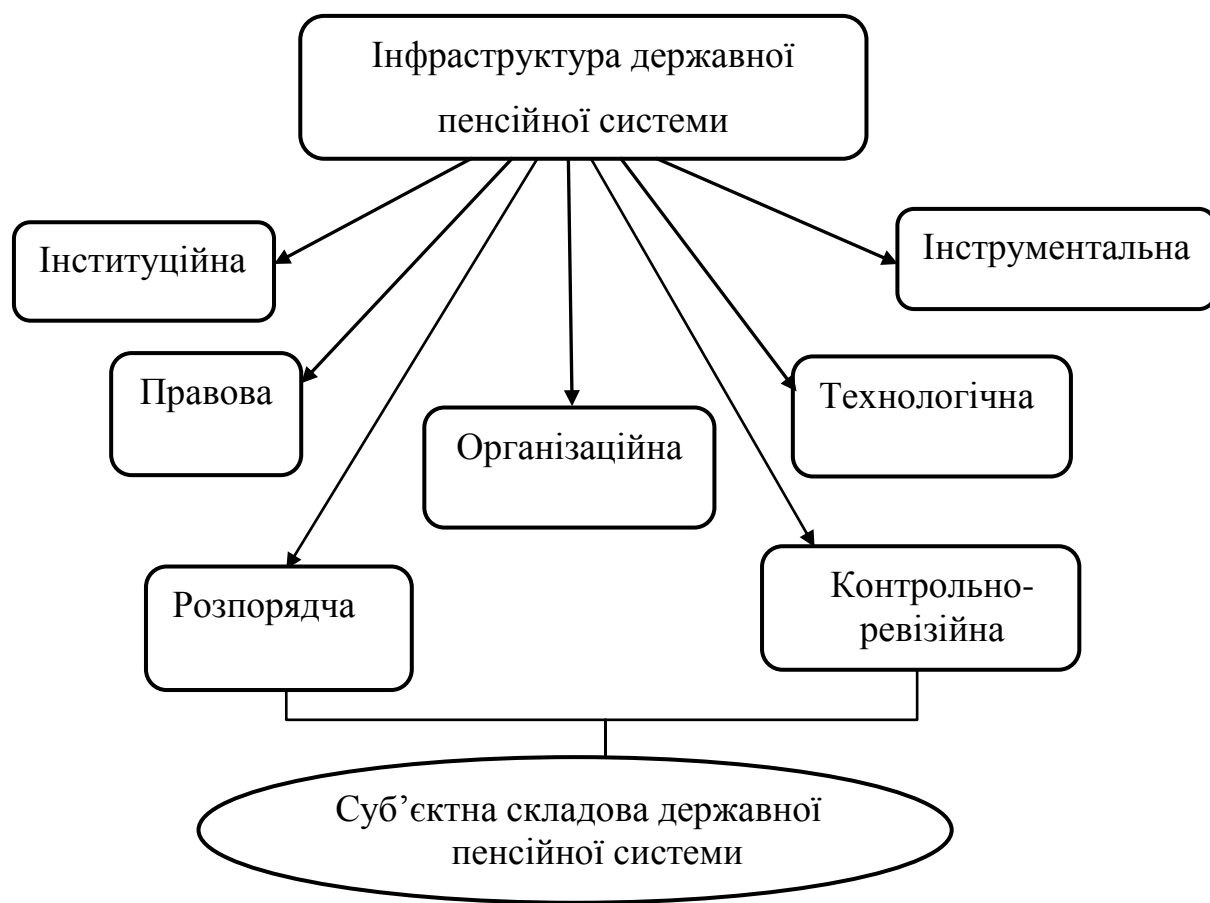 Інфраструктура державної
пенсійної системи
Інституційна
Інструментальна
Правова
Технологічна
Організаційна
Розпорядча
Контрольно-
ревізійна
Суб’єктна складова державної
пенсійної системи